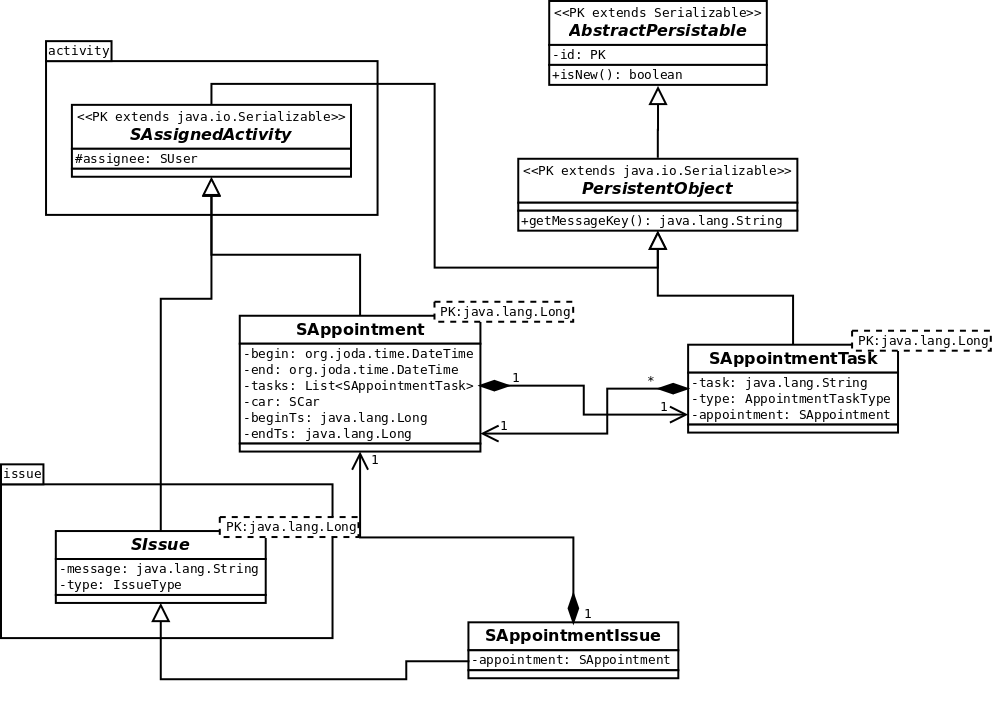 <<PK extends Serializable>>
AbstractPersistable
-id: PK
+isNew(): boolean
activity
<<PK extends java.io.Serializable>>
SAssignedActivity
#assignee: SUser
<<PK extends java.io.Serializable>>
PersistentObject
+getMessageKey(): java.lang.String
PK:java.lang.Long
SAppointment
-begin: org.joda.time.DateTime
-end: org.joda.time.DateTime
-tasks: List<SAppointmentTask>
-car: SCar
-beginTs: java.lang.Long
-endTs: java.lang.Long
1
*
1
1
PK:java.lang.Long
SAppointmentTask
-task: java.lang.String
-type: AppointmentTaskType
-appointment: SAppointment
1
issue
PK:java.lang.Long
SIssue
-message: java.lang.String
-type: IssueType
1
SAppointmentIssue
-appointment: SAppointment